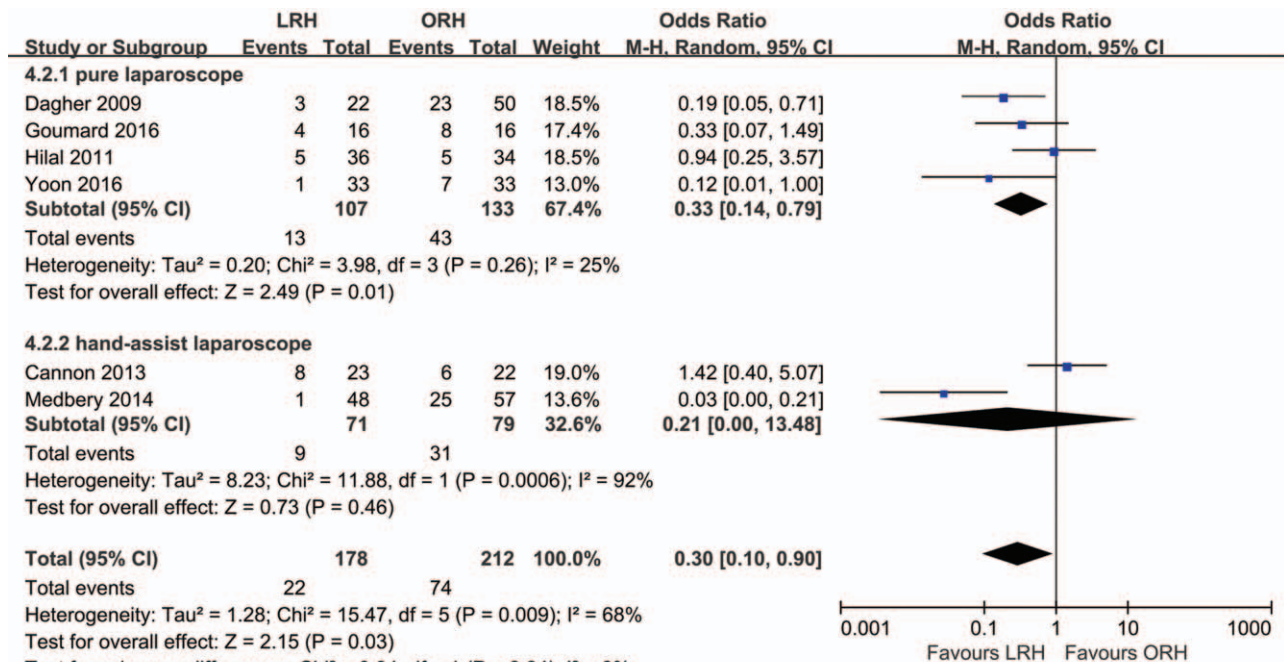 LRH ORH Odds Ratio Odds Ratio
Study or Subgroup Events Total Events Total Weight M-H, Random, 95% CI M-H, Random, 95% CI
4.2.1 pure laparoscope
Dagher 2009 3 22 23 50 18.5% 0.19 [0.05, 0.71]
Goumard 2016 4 16 8 16 17.4% 0.33 [0.07, 1.49]
Hilal 2011 5 36 5 34 18.5% 0.94 [0.25, 3.57]
Yoon 2016 1 33 7 33 13.0% 0.12 [0.01, 1.00]
Subtotal (95% CI) 107 133 67.4% 0.33 [0.14, 0.79]
Total events 13 43
Heterogeneity: Tau² = 0.20; Chi² = 3.98, df = 3 (P = 0.26); I² = 25%
Test for overall effect: Z = 2.49 (P = 0.01)
4.2.2 hand-assist laparoscope
Cannon 2013 8 23 6 22 19.0% 1.42 [0.40, 5.07]
Medbery 2014 1 48 25 57 13.6% 0.03 [0.00, 0.21]
Subtotal (95% CI) 71 79 32.6% 0.21 [0.00, 13.48]
Total events 9 31
Heterogeneity: Tau² = 8.23; Chi² = 11.88, df = 1 (P = 0.0006); I² = 92%
Test for overall effect: Z = 0.73 (P = 0.46)
Total (95% CI) 178 212 100.0% 0.30 [0.10, 0.90]
Total events 22 74
Heterogeneity: Tau² = 1.28; Chi² = 15.47, df = 5 (P = 0.009); I² = 68%
Test for overall effect: Z = 2.15 (P = 0.03)
0.001 0.1 1 10 1000
Favours LRH Favours ORH